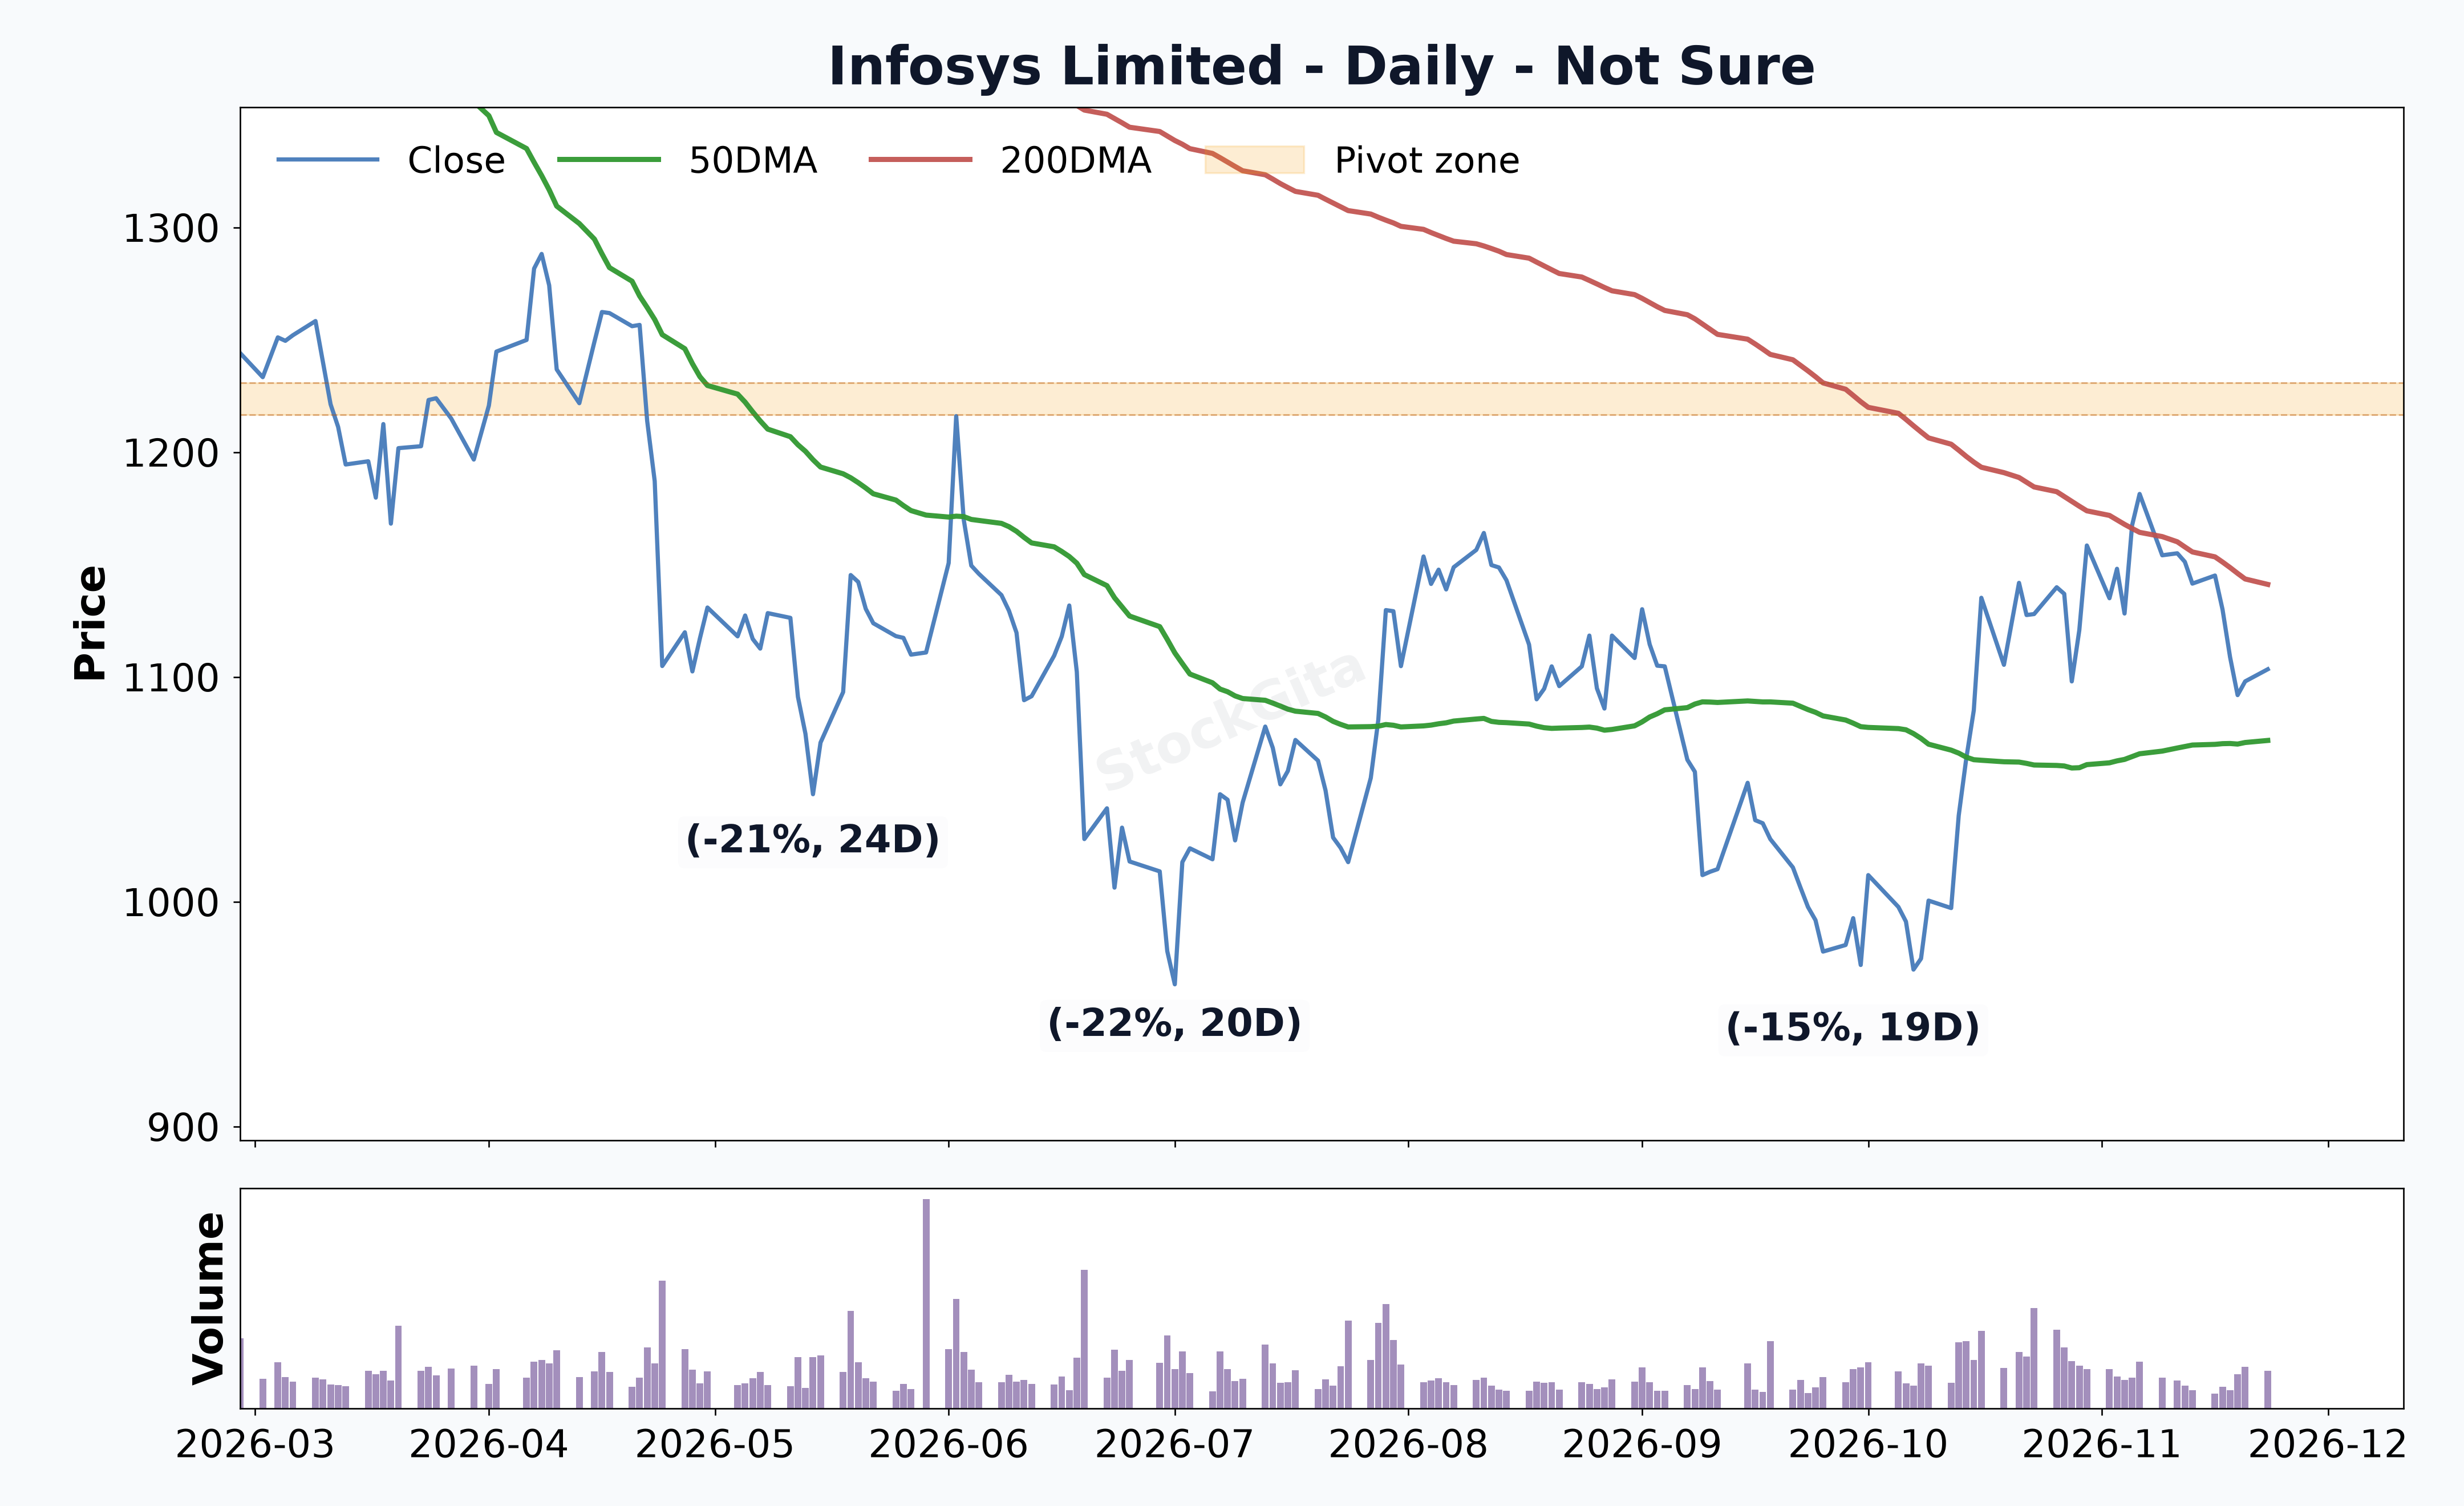 Infosys Limited - Daily - Not Sure
Close 50DMA 200DMA Pivot zone
Price
1300
1200
1100
1000
900
StockGita
(-21%, 24D)
(-22%, 20D)
(-15%, 19D)
Volume
2026-03 2026-04 2026-05 2026-06 2026-07 2026-08 2026-09 2026-10 2026-11 2026-12